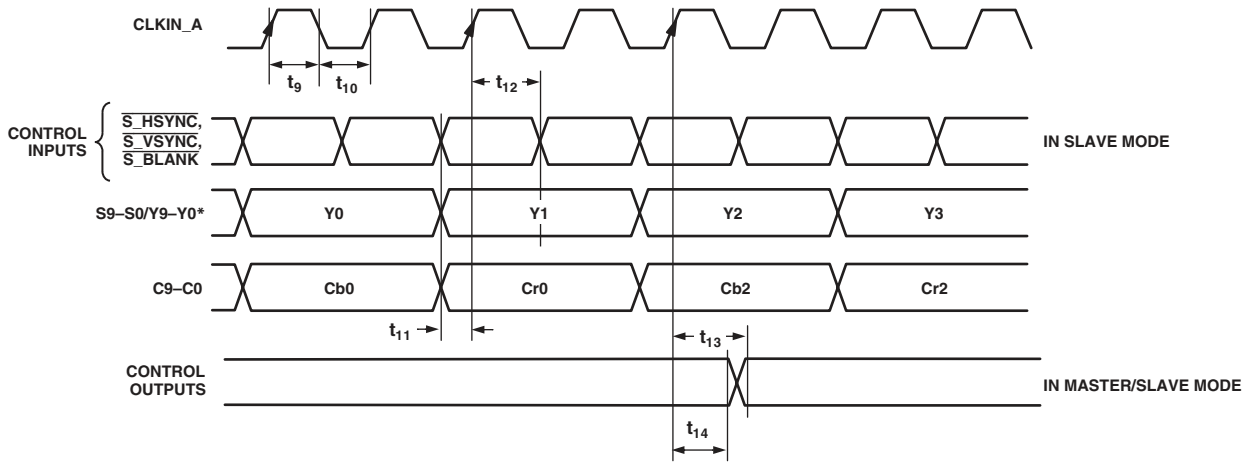 CLKIN_A
t9
t10
t12
CONTROL
INPUTS
S_HSYNC,
S_VSYNC,
S_BLANK
IN SLAVE MODE
S9–S0/Y9–Y0*
Y0
Y1
Y2
Y3
C9–C0
Cb0
Cr0
Cb2
Cr2
t11
t13
CONTROL
OUTPUTS
IN MASTER/SLAVE MODE
t14